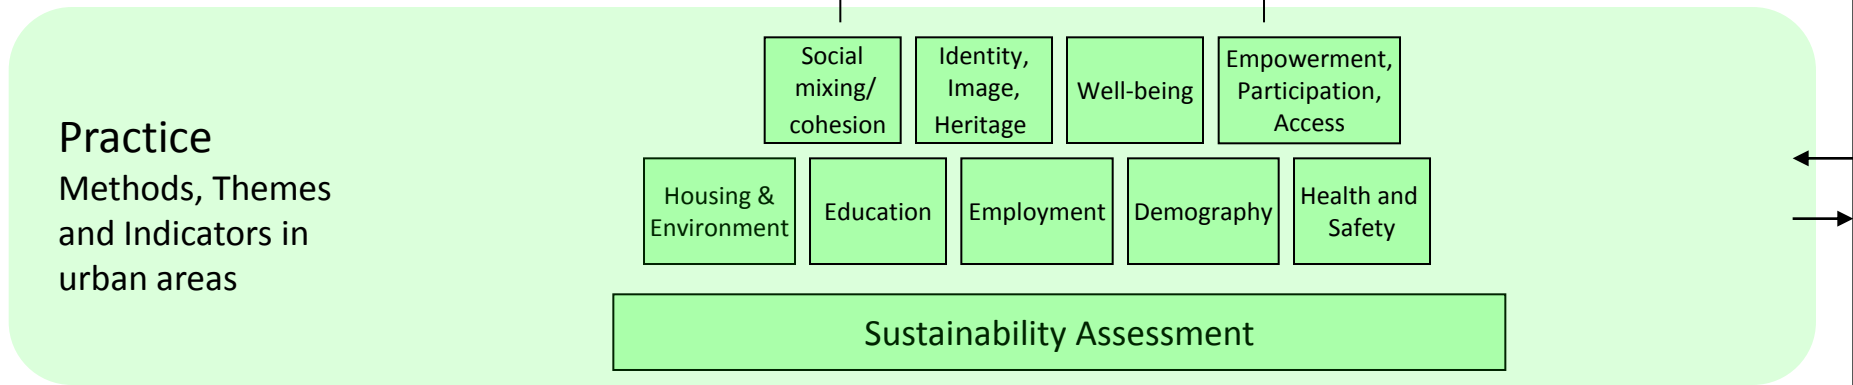 Practice
Methods, Themes
and Indicators in
urban areas
Social
mixing/
cohesion
Identity,
Image,
Heritage
Well-being
Empowerment,
Participation,
Access
Housing &
Environment
Education
Employment
Demography
Health and
Safety
Sustainability Assessment